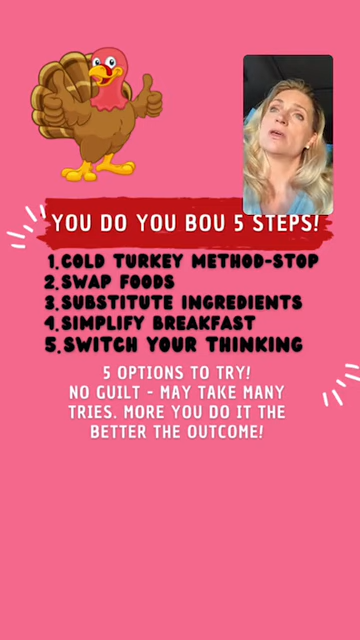 YOU DO YOU BOU 5 STEPS!
1.COLD TURKEY METHOD-STOP
2.SWAP FOODS
3.SUBSTITUTE INGREDIENTS
4.SIMPLIFY BREAKFAST
5.SWITCH YOUR THINKING
5 OPTIONS TO TRY!
NO GUILT - MAY TAKE MANY
TRIES. MORE YOU DO IT THE
BETTER THE OUTCOME!